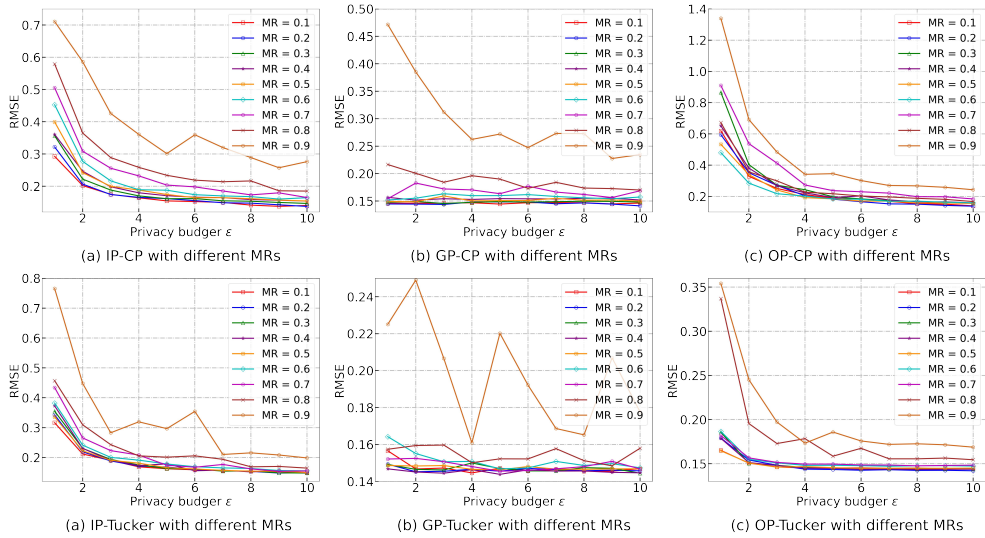 0.7
0.6
0.5
0.4
0.3
0.2
RMSE
2 4 6 8 10
Privacy budger ε
MR = 0.1
MR = 0.2
MR = 0.3
MR = 0.4
MR = 0.5
MR = 0.6
MR = 0.7
MR = 0.8
MR = 0.9
(a) IP-CP with different MRs
0.50
0.45
0.40
0.35
0.30
0.25
0.20
0.15
RMSE
2 4 6 8 10
Privacy budger ε
MR = 0.1
MR = 0.2
MR = 0.3
MR = 0.4
MR = 0.5
MR = 0.6
MR = 0.7
MR = 0.8
MR = 0.9
(b) GP-CP with different MRs
1.4
1.2
1.0
0.8
0.6
0.4
0.2
RMSE
2 4 6 8 10
Privacy budger ε
MR = 0.1
MR = 0.2
MR = 0.3
MR = 0.4
MR = 0.5
MR = 0.6
MR = 0.7
MR = 0.8
MR = 0.9
(c) OP-CP with different MRs
0.8
0.7
0.6
0.5
0.4
0.3
0.2
RMSE
2 4 6 8 10
Privacy budger ε
MR = 0.1
MR = 0.2
MR = 0.3
MR = 0.4
MR = 0.5
MR = 0.6
MR = 0.7
MR = 0.8
MR = 0.9
(a) IP-Tucker with different MRs
0.24
0.22
0.20
0.18
0.16
0.14
RMSE
2 4 6 8 10
Privacy budger ε
MR = 0.1
MR = 0.2
MR = 0.3
MR = 0.4
MR = 0.5
MR = 0.6
MR = 0.7
MR = 0.8
MR = 0.9
(b) GP-Tucker with different MRs
0.35
0.30
0.25
0.20
0.15
RMSE
2 4 6 8 10
Privacy budger ε
MR = 0.1
MR = 0.2
MR = 0.3
MR = 0.4
MR = 0.5
MR = 0.6
MR = 0.7
MR = 0.8
MR = 0.9
(c) OP-Tucker with different MRs